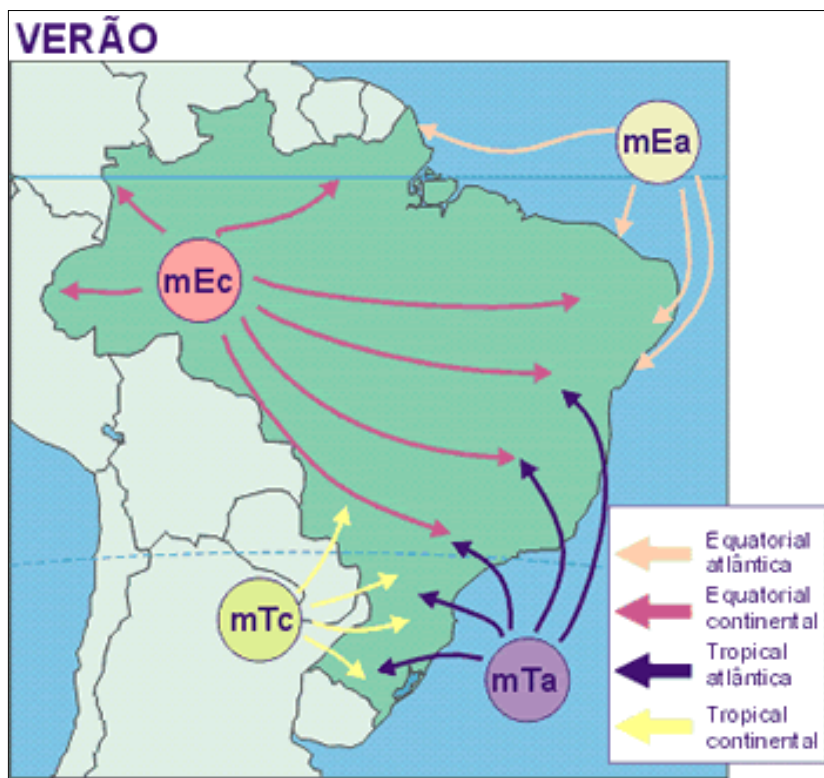 VERÃO
mEa
mEc
mTc
mTa
Equatorial
atlântica
Equatorial
continental
Tropical
atlântica
Tropical
continental